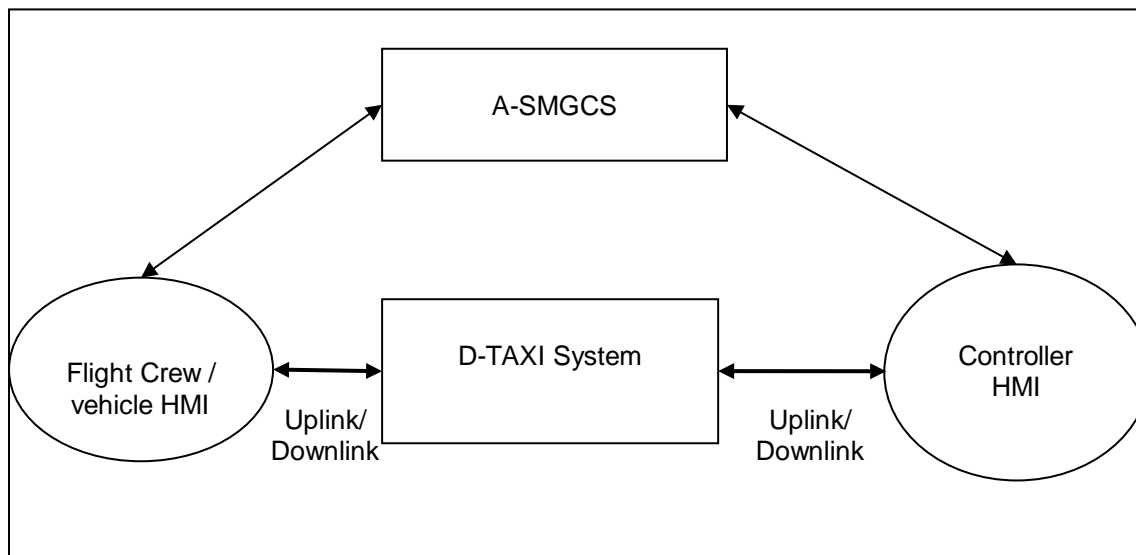 A-SMGCS
Flight Crew /
vehicle HMI
Uplink/
Downlink
D-TAXI System
Uplink/
Downlink
Controller
HMI